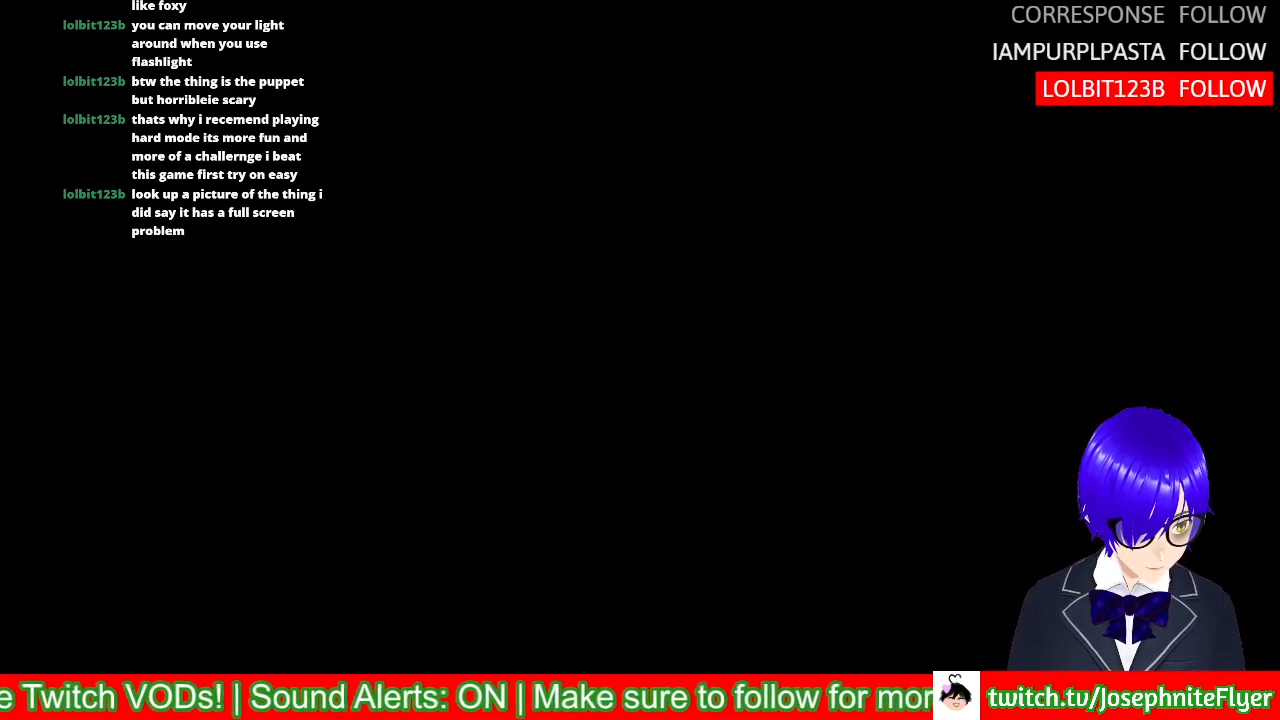 like foxy
lolbit123b you can move your light
around when you use
flashlight
lolbit123b btw the thing is the puppet
but horribleie scary
lolbit123b thats why i recemend playing
hard mode its more fun and
more of a challernge i beat
this game first try on easy
lolbit123b look up a picture of the thing i
did say it has a full screen
problem
CORRESPONSE FOLLOW
IAMPURPLPASTA FOLLOW
LOLBIT123B FOLLOW
e Twitch VODs! | Sound Alerts: ON | Make sure to follow for mor
twitch.tv/JosephniteFlyer